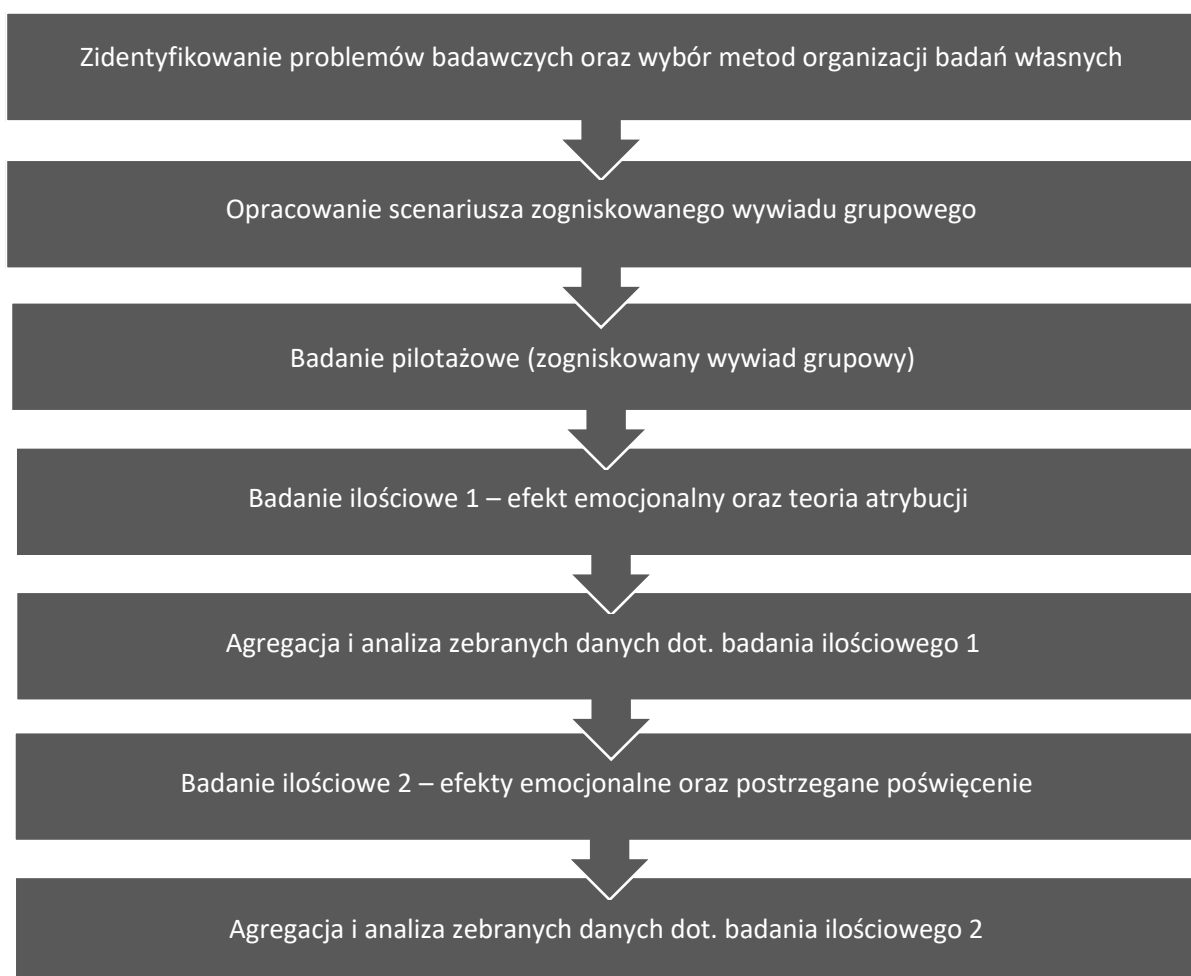 Zidentyfikowanie problemów badawczych oraz wybór metod organizacji badań własnych
Opracowanie scenariusza zogniskowanego wywiadu grupowego
Badanie pilotażowe (zogniskowany wywiad grupowy)
Badanie ilościowe 1 – efekt emocjonalny oraz teoria atrybucji
Agregacja i analiza zebranych danych dot. badania ilościowego 1
Badanie ilościowe 2 – efekty emocjonalne oraz postrzegane poświęcenie
Agregacja i analiza zebranych danych dot. badania ilościowego 2